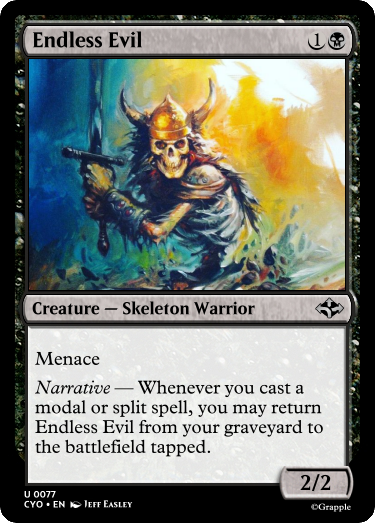 Endless Evil 1
Creature — Skeleton Warrior
Menace
Narrative — Whenever you cast a
modal or split spell, you may return
Endless Evil from your graveyard to
the battlefield tapped.
2/2
U 0077
CYO • EN Jeff Easley
©Grapple